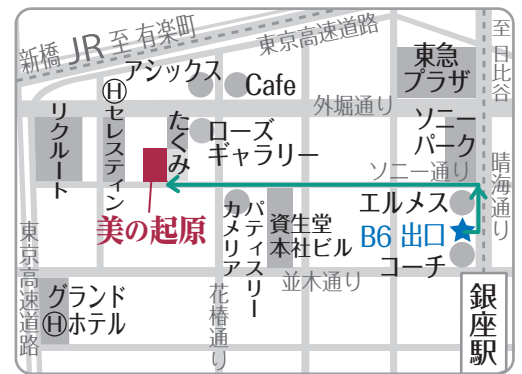 新橋 JR 至 有楽町
東京高速道路
至 日比谷
アシックス
Cafe
東急
プラザ
Ⓗセレスティン
リクルート
たくみ
外堀通り
ローズ
ギャラリー
ソニー
パーク
ソニー通り
晴海通り
美の起原
エルメス
B6 出口
コーチ
パティスリー
カメリア
資生堂
本社ビル
並木通り
花椿通り
東京高速道路
グランド
Ⓗホテル
銀座駅